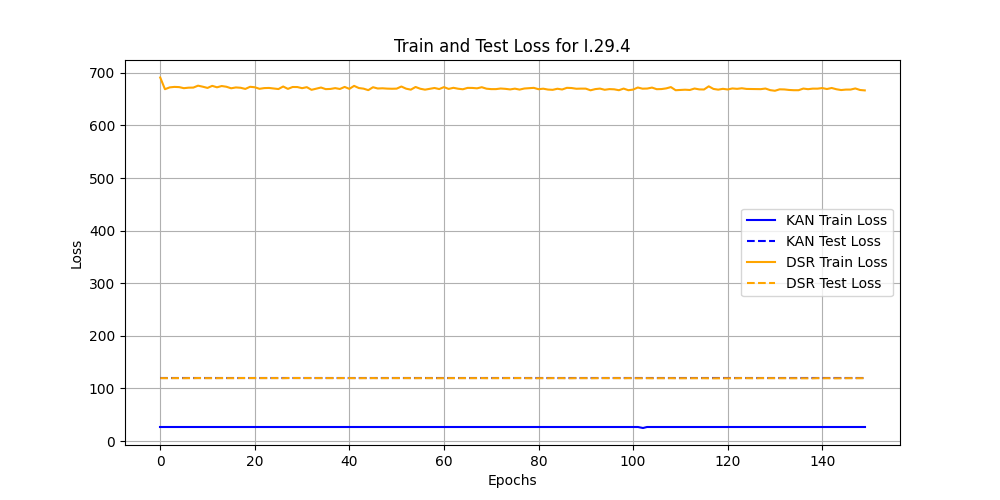 Train and Test Loss for I.29.4
700
600
500
400
300
200
100
0
Loss
KAN Train Loss
KAN Test Loss
DSR Train Loss
DSR Test Loss
0 20 40 60 80 100 120 140
Epochs